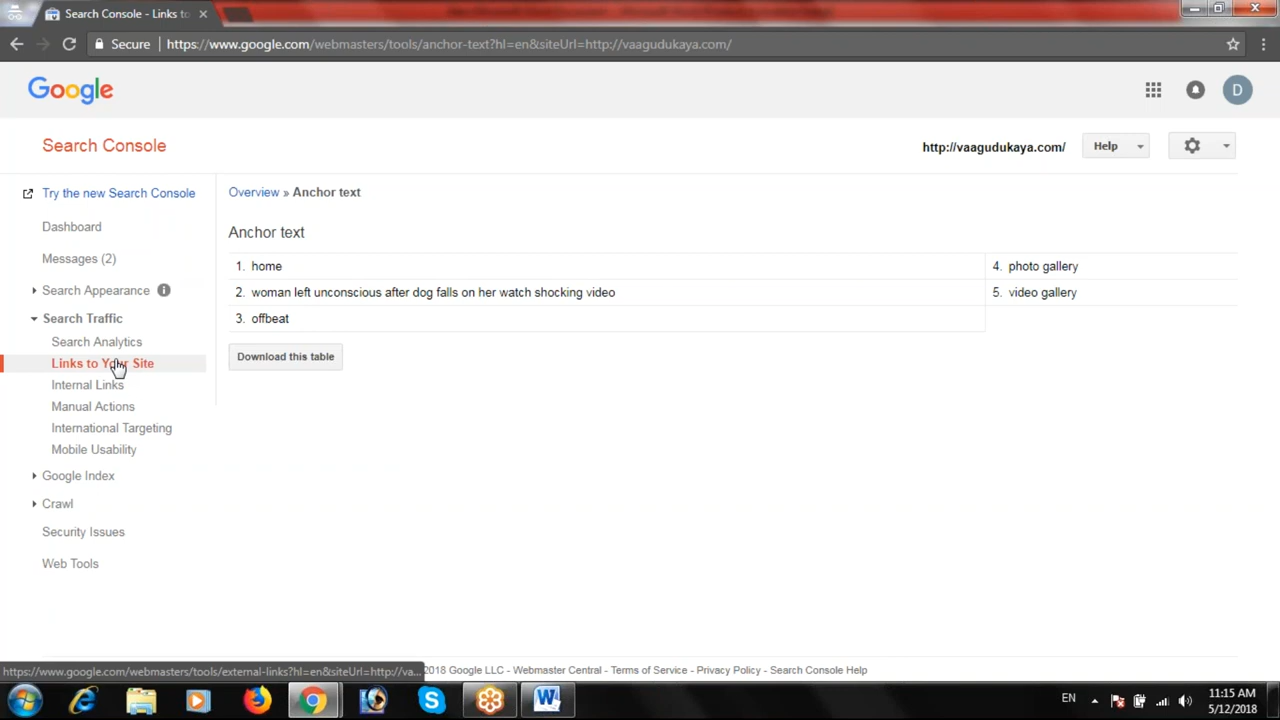 Search Console - Links to
Secure https://www.google.com/webmasters/tools/anchor-text?hl=en&siteUrl=http://vaagudukaya.com/
Google
D
Search Console
http://vaagudukaya.com/
Help
Try the new Search Console
Overview » Anchor text
Dashboard
Anchor text
Messages (2)
1. home
4. photo gallery
Search Appearance
2. woman left unconscious after dog falls on her watch shocking video
5. video gallery
Search Traffic
3. offbeat
Search Analytics
Download this table
Links to Your Site
Internal Links
Manual Actions
International Targeting
Mobile Usability
Google Index
Crawl
Security Issues
Web Tools
https://www.google.com/webmasters/tools/external-links?hl=en&siteUrl=http://va...
2018 Google LLC - Webmaster Central - Terms of Service - Privacy Policy - Search Console Help
EN
11:15 AM
5/12/2018